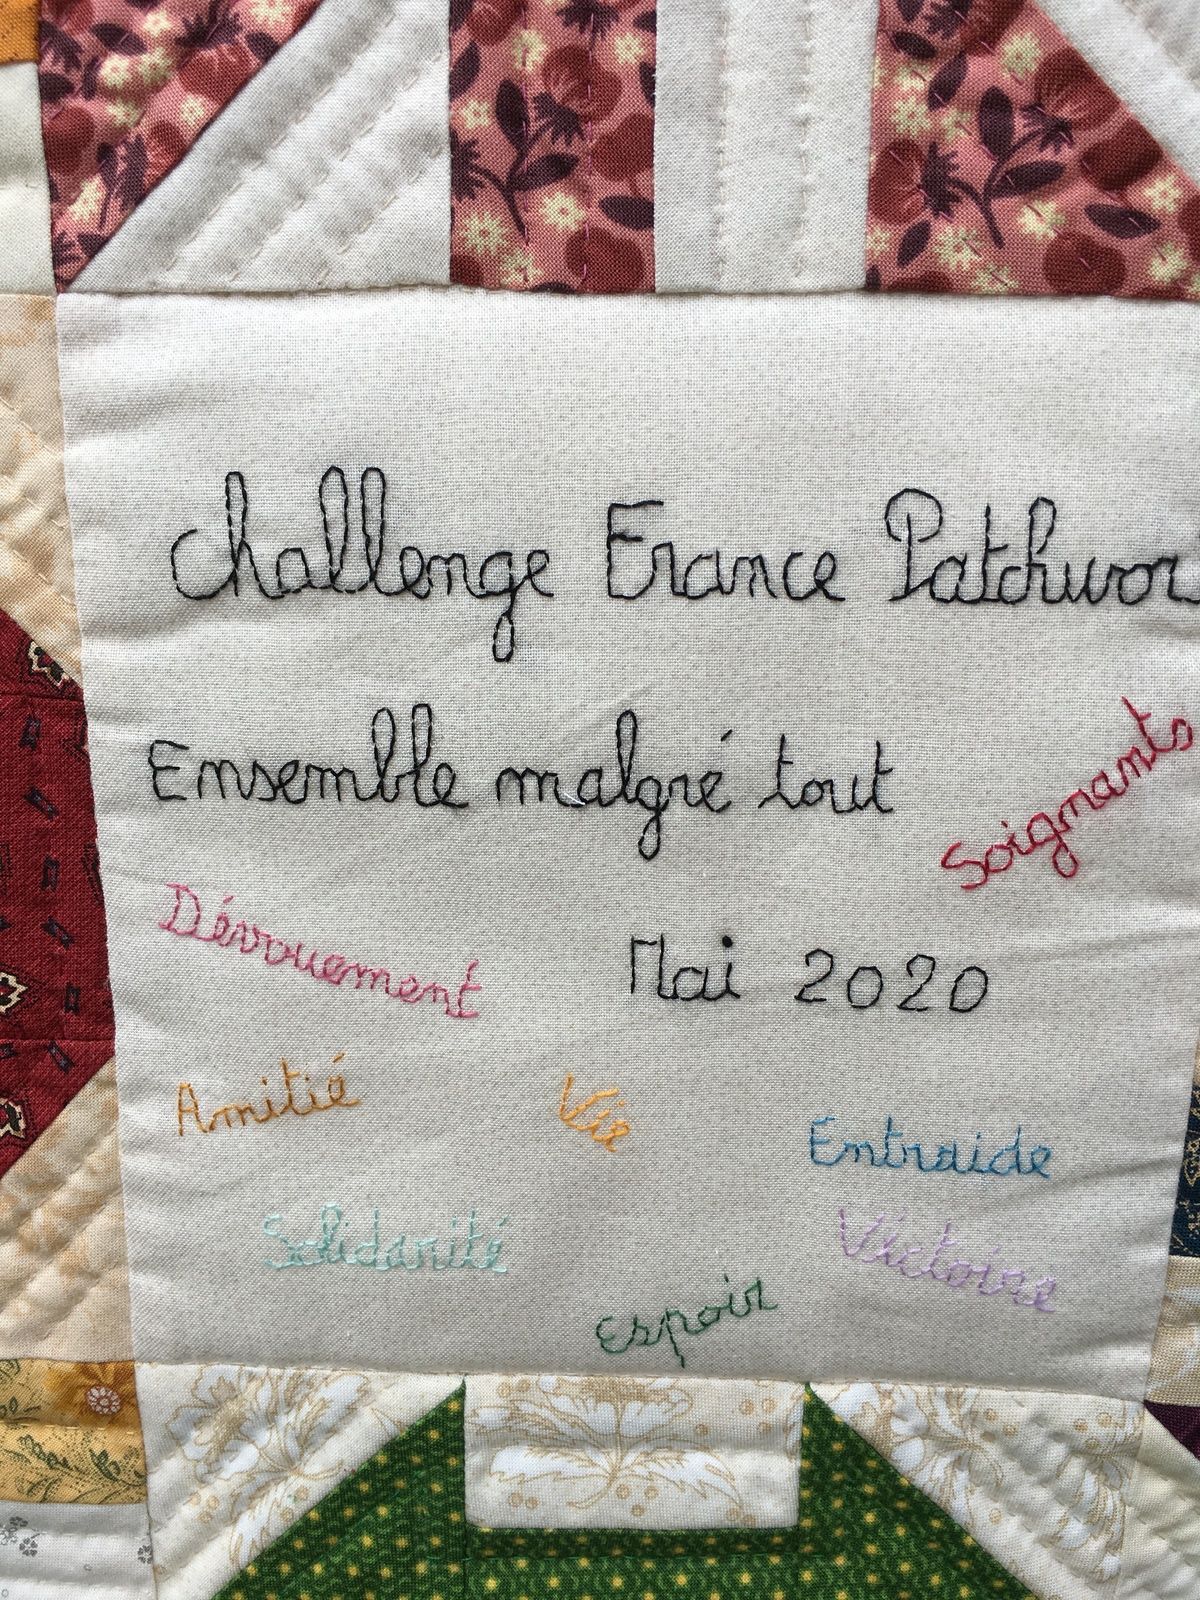 Challenge France Patchwor
Ensemble malgré tout
Soignants
Dévouement
Mai 2020
Amitié
Vie
Entraide
Solidarité
Victoire
Espoir